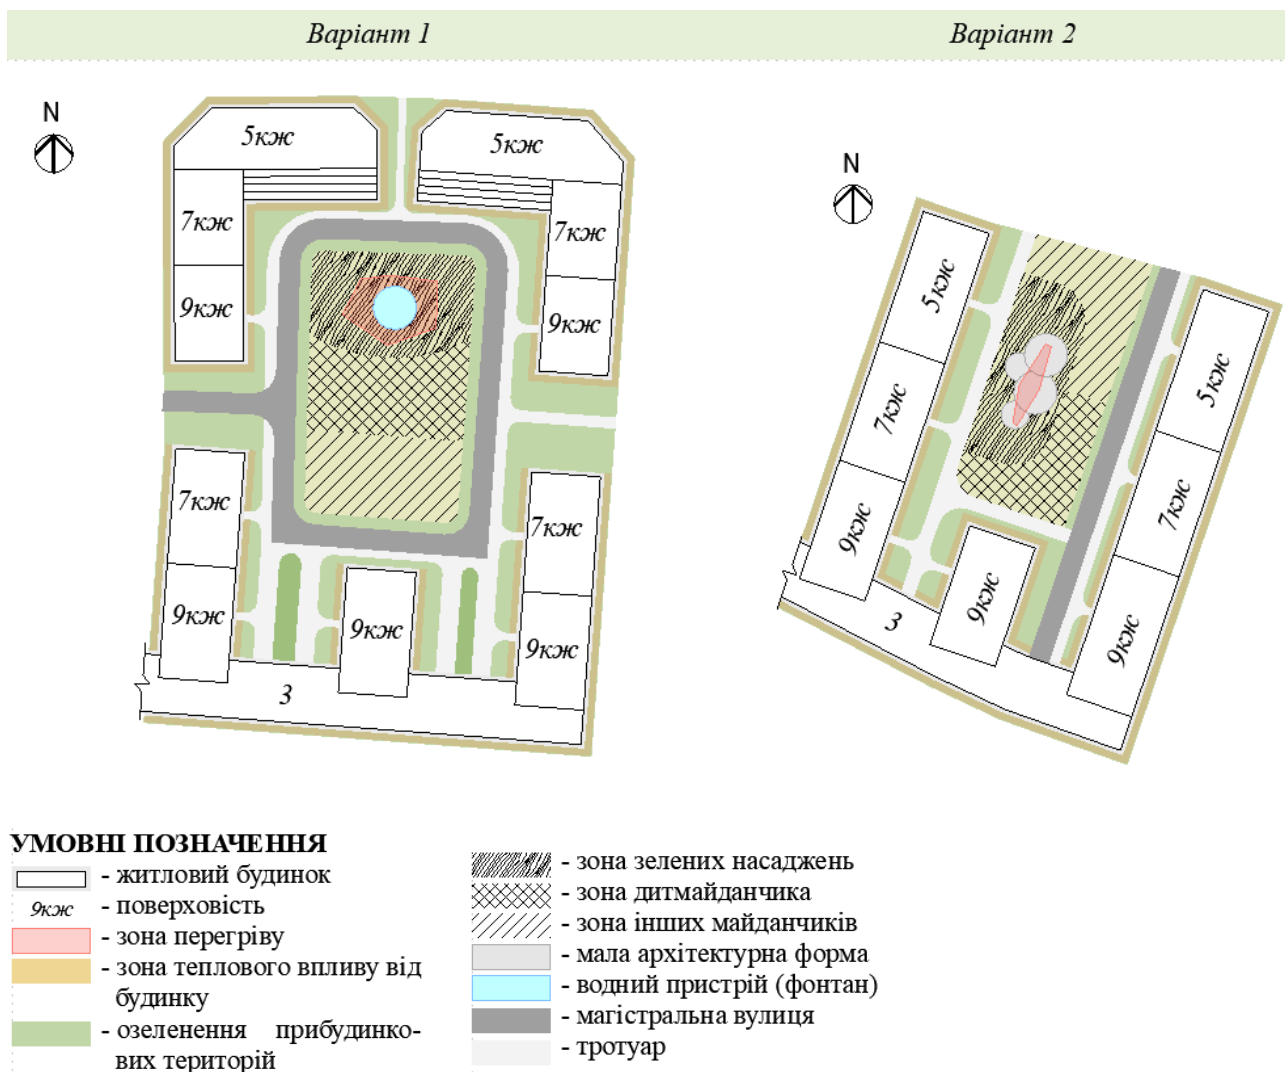 Варіант 1
Варіант 2
N
N
5кж
5кж
7кж
7кж
9кж
9кж
7кж
7кж
9кж
9кж
9кж
3
5кж
5кж
7кж
7кж
9кж
9кж
9кж
3
УМОВНІ ПОЗНАЧЕННЯ
- житловий будинок
9кж - поверховість
- зона перегріву
- зона теплового впливу від
будинку
- озеленення прибудинко-
вих територій
- зона зелених насаджень
- зона дитмайданчика
- зона інших майданчиків
- мала архітектурна форма
- водний пристрій (фонтан)
- магістральна вулиця
- тротуар